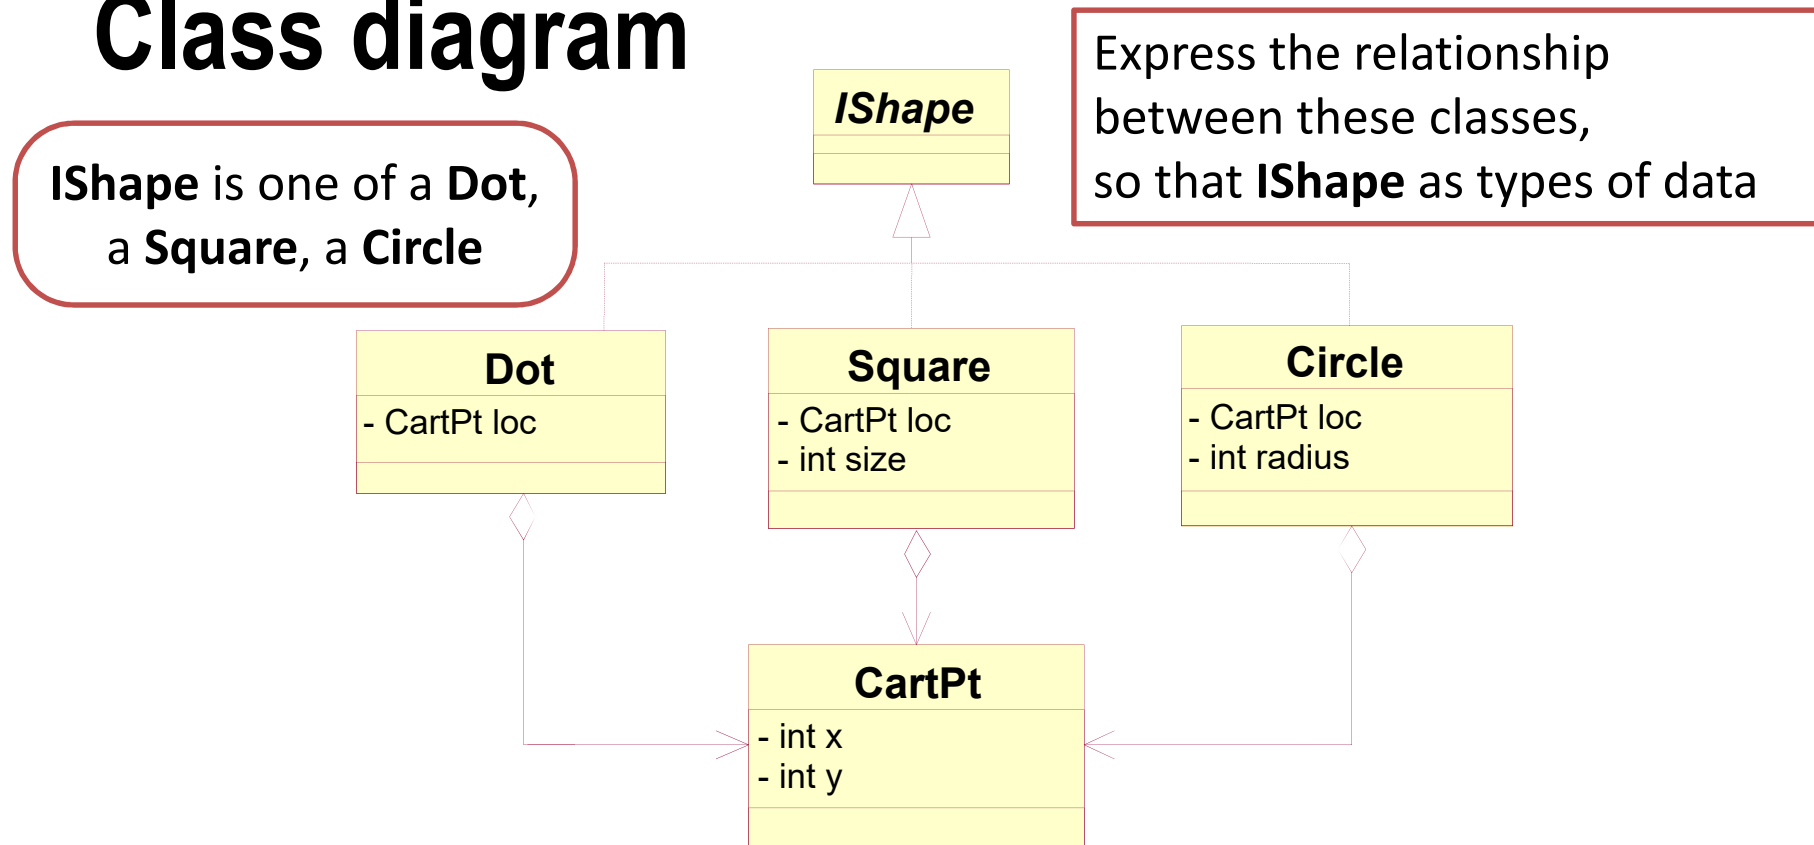 Class diagram
IShape is one of a Dot,
a Square, a Circle
Express the relationship
between these classes,
so that IShape as types of data
IShape
Dot
- CartPt loc
Square
- CartPt loc
- int size
Circle
- CartPt loc
- int radius
CartPt
- int x
- int y